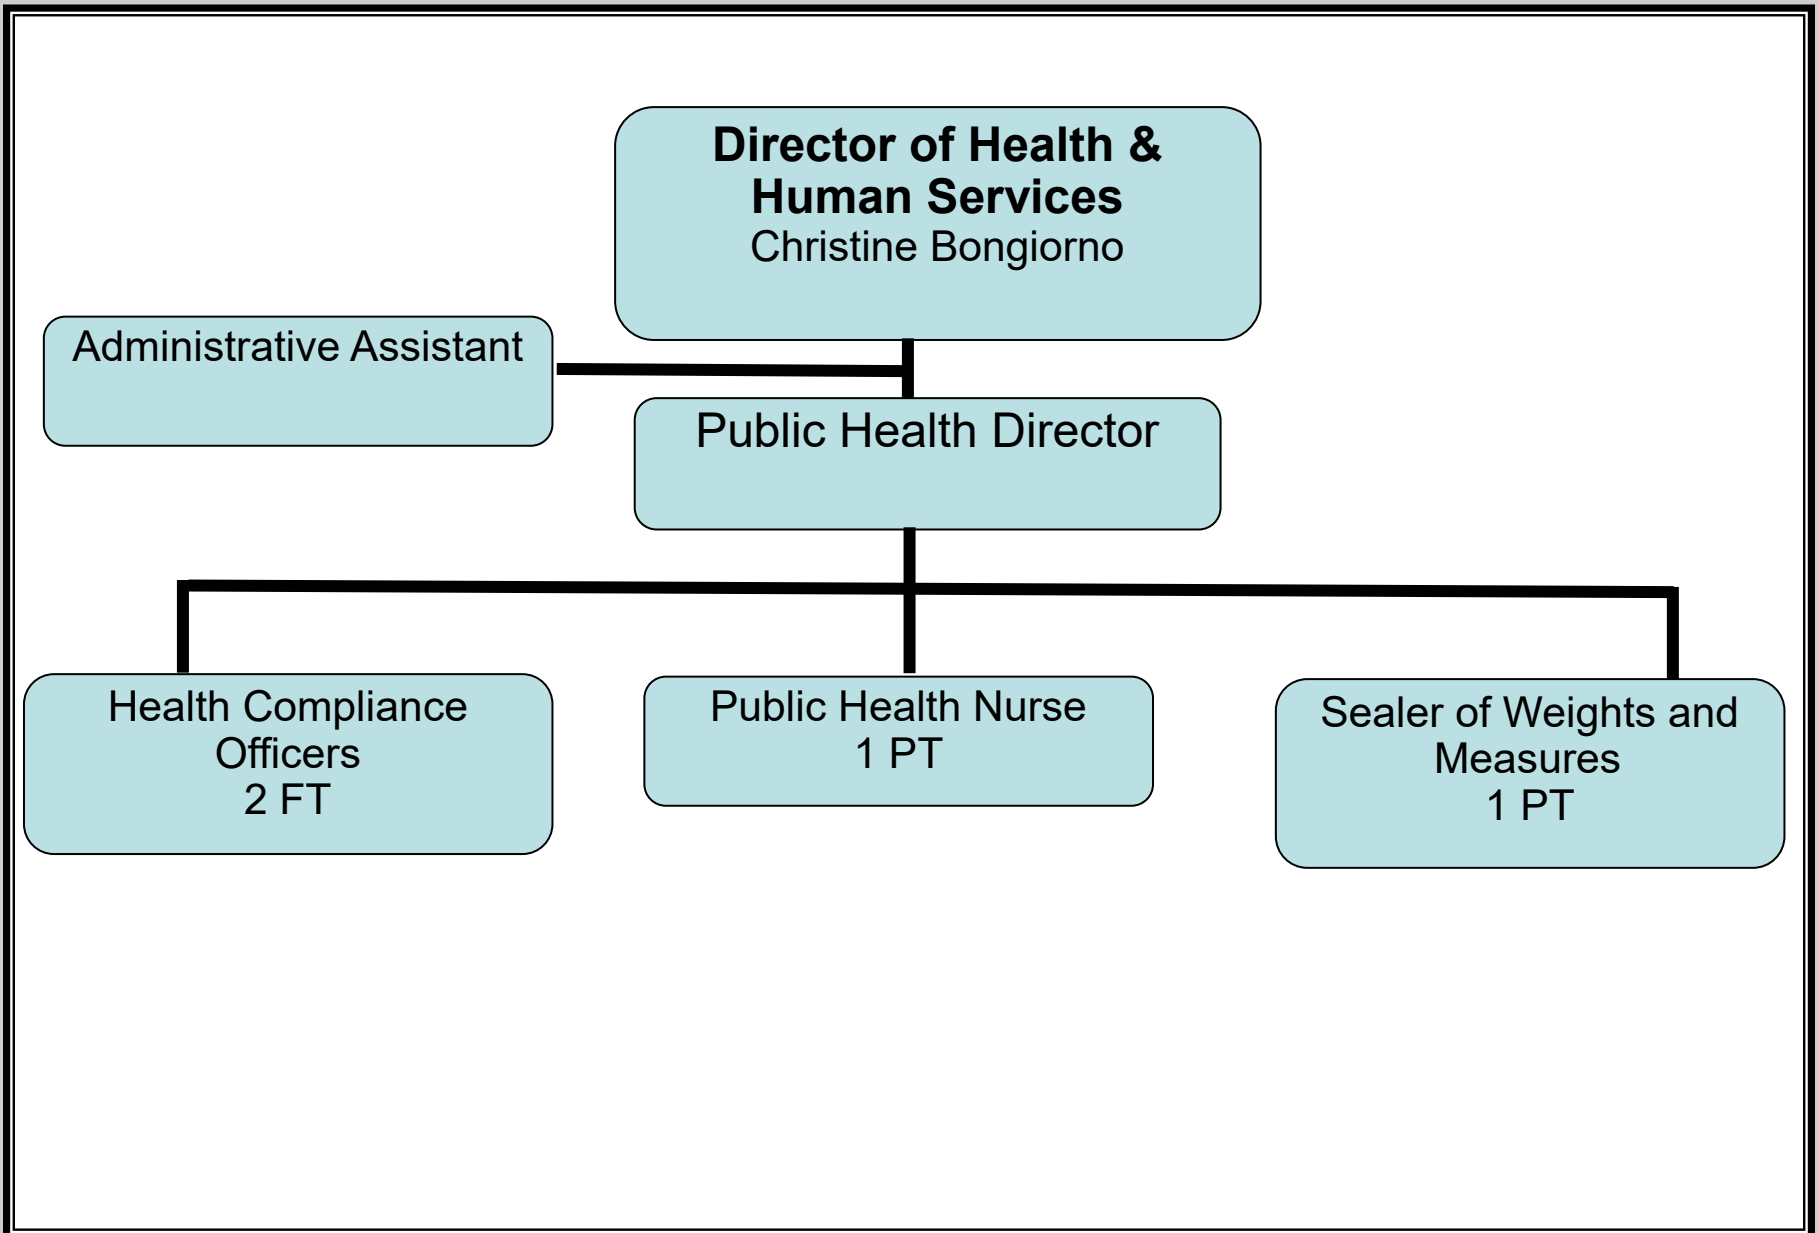 Director of Health &
Human Services
Christine Bongiorno
Administrative Assistant
Public Health Director
Health Compliance
Officers
2 FT
Public Health Nurse
1 PT
Sealer of Weights and
Measures
1 PT